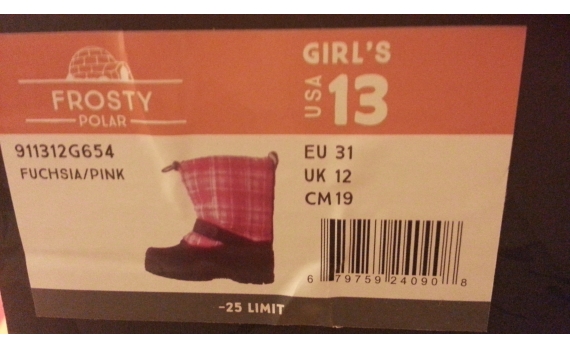 FROSTY
POLAR
GIRL'S
USA 13
911312G654
FUCHSIA/PINK
EU 31
UK 12
CM 19
6 79759 24090 8
-25 LIMIT